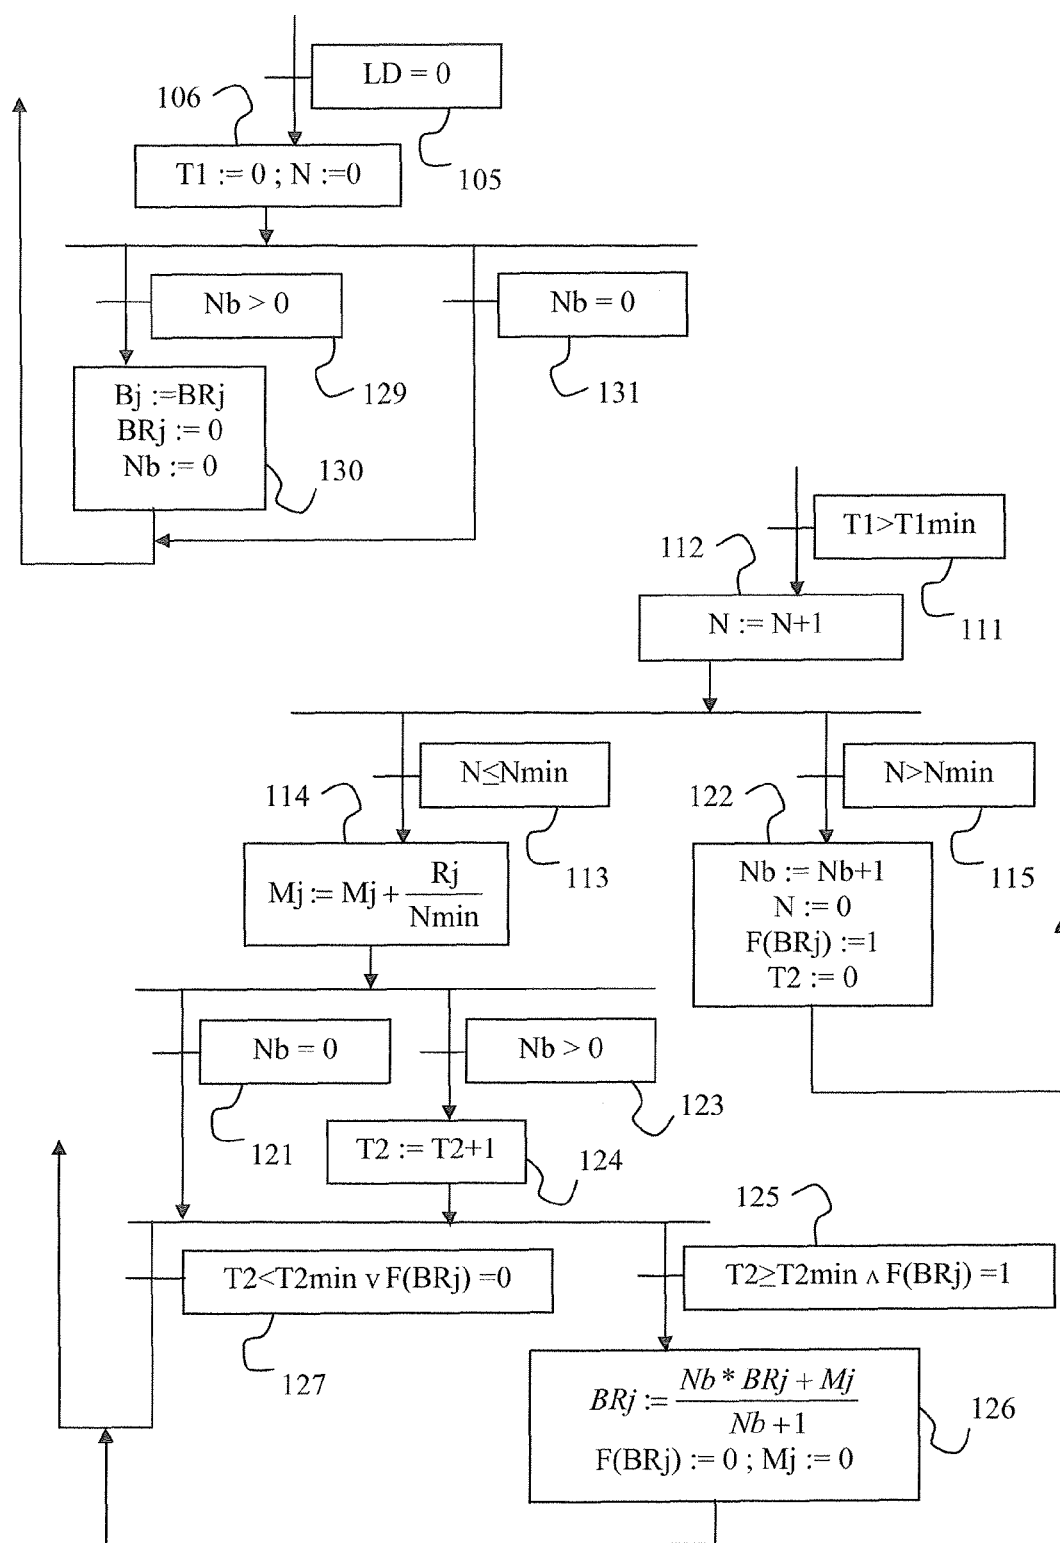 LD = 0
106
105
T1 := 0 ; N :=0
Nb > 0
Nb = 0
129
131
Bj :=BRj
BRj := 0
Nb := 0
130
T1>T1min
112
111
N := N+1
N≤Nmin
N>Nmin
114
122
113
115
Mj := Mj + Rj / Nmin
Nb := Nb+1
N := 0
F(BRj) :=1
T2 := 0
Nb = 0
Nb > 0
121
123
T2 := T2+1
124
125
T2<T2min ∨ F(BRj) =0
T2≥T2min ∧ F(BRj) =1
127
BRj := Nb * BRj + Mj / Nb + 1
F(BRj) := 0 ; Mj := 0
126